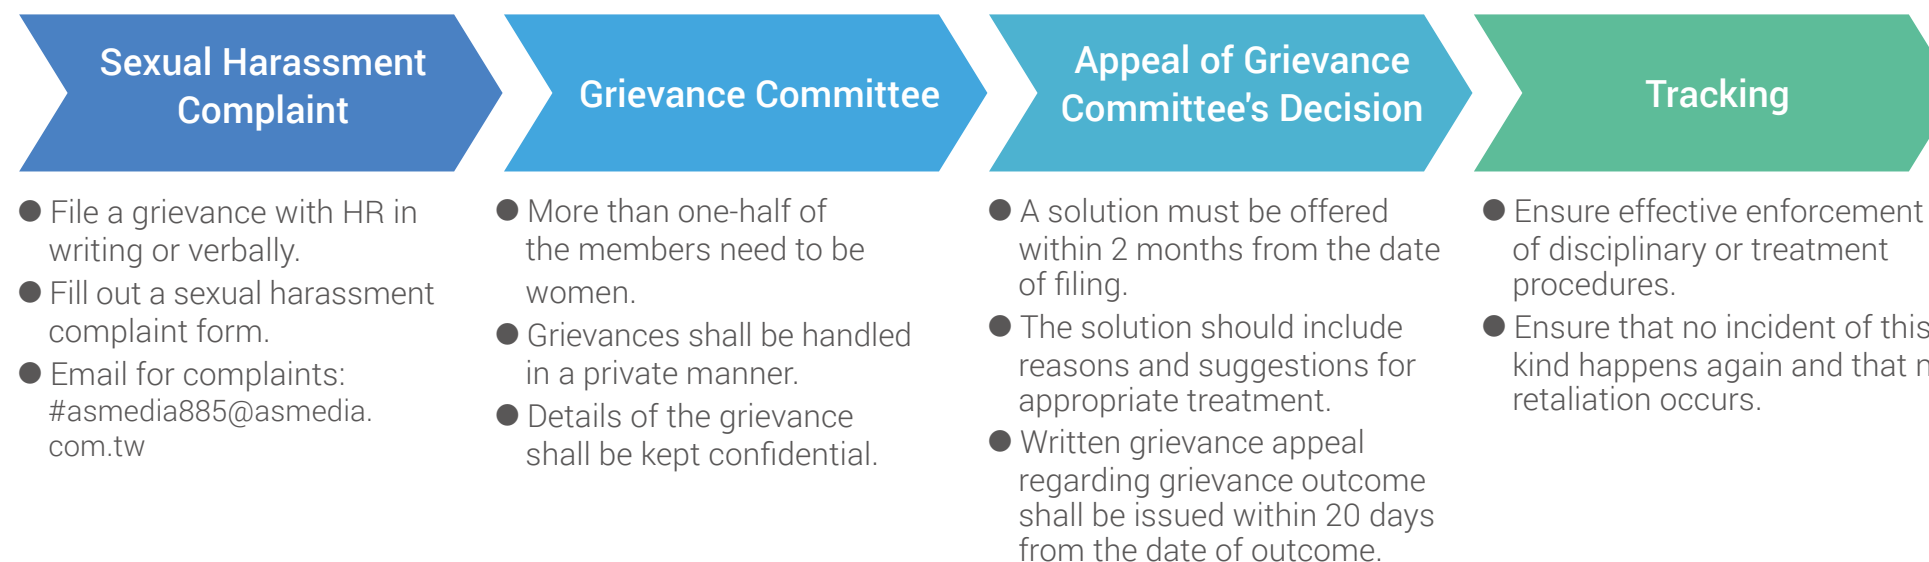 Sexual Harassment
Complaint
● File a grievance with HR in
writing or verbally.
● Fill out a sexual harassment
complaint form.
● Email for complaints:
#asmedia885@asmedia.
com.tw
Grievance Committee
● More than one-half of
the members need to be
women.
● Grievances shall be handled
in a private manner.
● Details of the grievance
shall be kept confidential.
Appeal of Grievance
Committee's Decision
● A solution must be offered
within 2 months from the date
of filing.
● The solution should include
reasons and suggestions for
appropriate treatment.
● Written grievance appeal
regarding grievance outcome
shall be issued within 20 days
from the date of outcome.
Tracking
● Ensure effective enforcement
of disciplinary or treatment
procedures.
● Ensure that no incident of this
kind happens again and that
retaliation occurs.